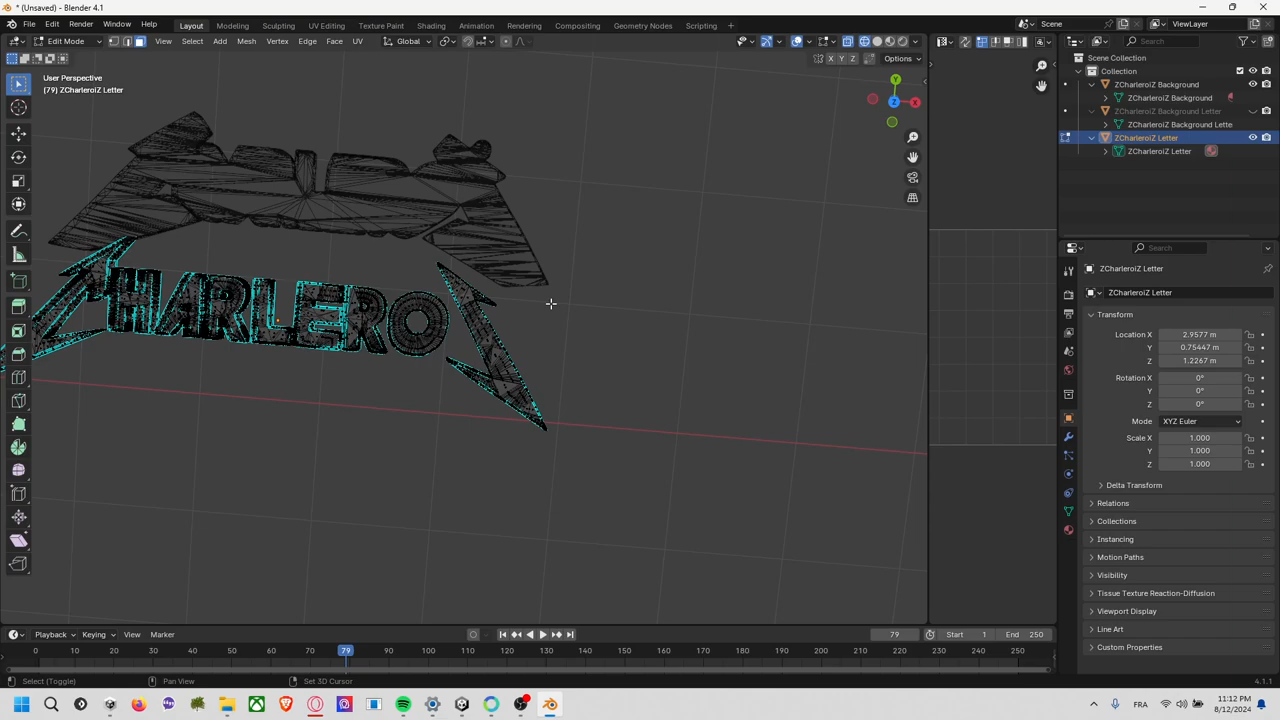 * (Unsaved) - Blender 4.1
File Edit Render Window Help Layout Modeling Sculpting UV Editing Texture Paint Shading Animation Rendering Compositing Geometry Nodes Scripting + Scene ViewLayer
Edit Mode View Select Add Mesh Vertex Edge Face UV Global Search
X Y Z Options
User Perspective
(79) ZCharleroiZ Letter
Y
Z X
CHARLERO
Scene Collection
Collection
ZCharleroiZ Background
ZCharleroiZ Background
ZCharleroiZ Background Letter
ZCharleroiZ Background Lette
ZCharleroiZ Letter
ZCharleroiZ Letter
Search
ZCharleroiZ Letter
ZCharleroiZ Letter
Transform
Location X 2.9577 m
Y 0.75447 m
Z 1.2267 m
Rotation X 0°
Y 0°
Z 0°
Mode XYZ Euler
Scale X 1.000
Y 1.000
Z 1.000
Delta Transform
Relations
Collections
Instancing
Motion Paths
Visibility
Tissue Texture Reaction-Diffusion
Viewport Display
Line Art
Custom Properties
Playback Keying View Marker 79 Start 1 End 250
0 10 20 30 40 50 60 70 79 90 100 110 120 130 140 150 160 170 180 190 200 210 220 230 240 250
Select (Toggle) Pan View Set 3D Cursor 4.1.1
FRA 11:12 PM
8/12/2024